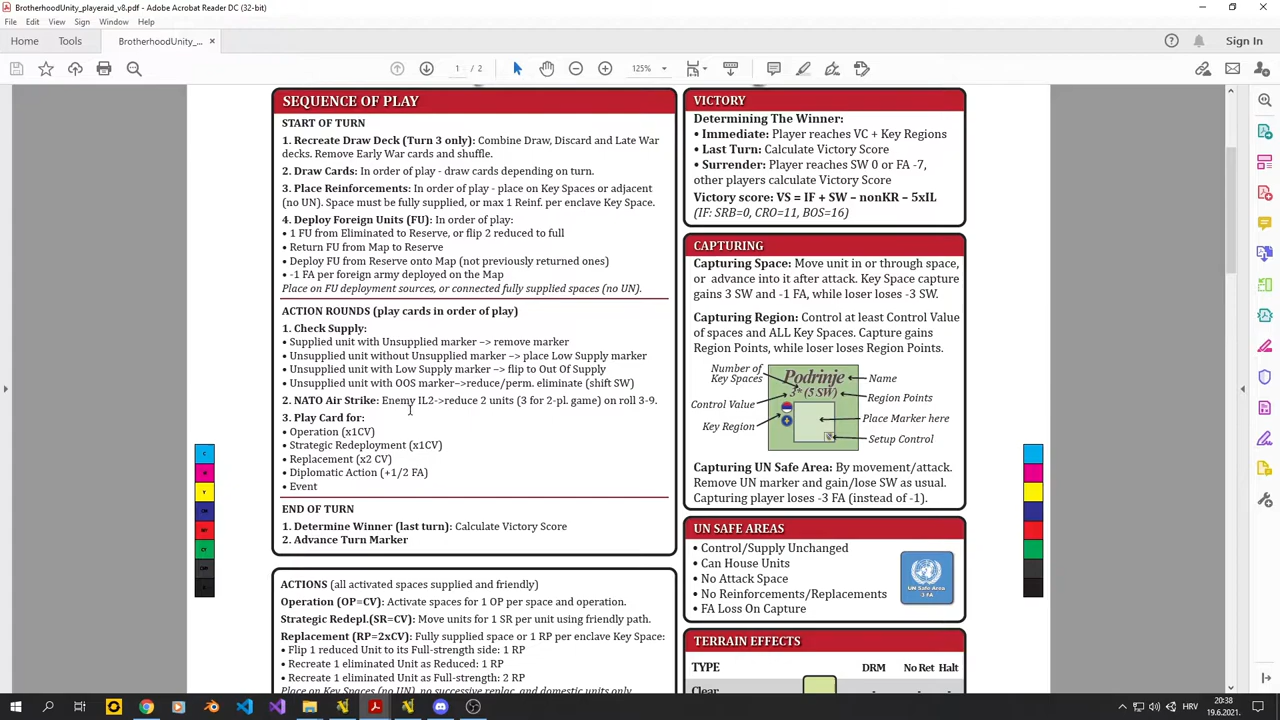 BrotherhoodUnity_playeraid_v8.pdf - Adobe Acrobat Reader DC (32-bit)
File Edit View Sign Window Help
Home Tools BrotherhoodUnity_... × Sign In
1 / 2 125%
SEQUENCE OF PLAY
START OF TURN
1. Recreate Draw Deck (Turn 3 only): Combine Draw, Discard and Late War
decks. Remove Early War cards and shuffle.
2. Draw Cards: In order of play - draw cards depending on turn.
3. Place Reinforcements: In order of play - place on Key Spaces or adjacent
(no UN). Space must be fully supplied, or max 1 Reinf. per enclave Key Space.
4. Deploy Foreign Units (FU): In order of play:
• 1 FU from Eliminated to Reserve, or flip 2 reduced to full
• Return FU from Map to Reserve
• Deploy FU from Reserve onto Map (not previously returned ones)
• -1 FA per foreign army deployed on the Map
Place on FU deployment sources, or connected fully supplied spaces (no UN).
ACTION ROUNDS (play cards in order of play)
1. Check Supply:
• Supplied unit with Unsupplied marker –> remove marker
• Unsupplied unit without Unsupplied marker –> place Low Supply marker
• Unsupplied unit with Low Supply marker –> flip to Out Of Supply
• Unsupplied unit with OOS marker–>reduce/perm. eliminate (shift SW)
2. NATO Air Strike: Enemy IL2->reduce 2 units (3 for 2-pl. game) on roll 3-9.
3. Play Card for:
• Operation (x1CV)
• Strategic Redeployment (x1CV)
• Replacement (x2 CV)
• Diplomatic Action (+1/2 FA)
• Event
END OF TURN
1. Determine Winner (last turn): Calculate Victory Score
2. Advance Turn Marker
ACTIONS (all activated spaces supplied and friendly)
Operation (OP=CV): Activate spaces for 1 OP per space and operation.
Strategic Redepl.(SR=CV): Move units for 1 SR per unit using friendly path.
Replacement (RP=2xCV): Fully supplied space or 1 RP per enclave Key Space:
• Flip 1 reduced Unit to its Full-strength side: 1 RP
• Recreate 1 eliminated Unit as Reduced: 1 RP
• Recreate 1 eliminated Unit as Full-strength: 2 RP
Place on Key Spaces (no UN), no successive replac. and domestic units only
VICTORY
Determining The Winner:
• Immediate: Player reaches VC + Key Regions
• Last Turn: Calculate Victory Score
• Surrender: Player reaches SW 0 or FA -7,
other players calculate Victory Score
Victory score: VS = IF + SW – nonKR – 5xIL
(IF: SRB=0, CRO=11, BOS=16)
CAPTURING
Capturing Space: Move unit in or through space,
or advance into it after attack. Key Space capture
gains 3 SW and -1 FA, while loser loses -3 SW.
Capturing Region: Control at least Control Value
of spaces and ALL Key Spaces. Capture gains
Region Points, while loser loses Region Points.
Number of
Key Spaces
Control Value
Key Region
Podrinje
3* (5 SW)
Name
Region Points
Place Marker here
Setup Control
Capturing UN Safe Area: By movement/attack.
Remove UN marker and gain/lose SW as usual.
Capturing player loses -3 FA (instead of -1).
UN SAFE AREAS
• Control/Supply Unchanged
• Can House Units
• No Attack Space
• No Reinforcements/Replacements
• FA Loss On Capture
UN Safe Area
3 FA
TERRAIN EFFECTS
TYPE DRM No Ret Halt
Clear - - -
HRV
20:38
19.6.2021.